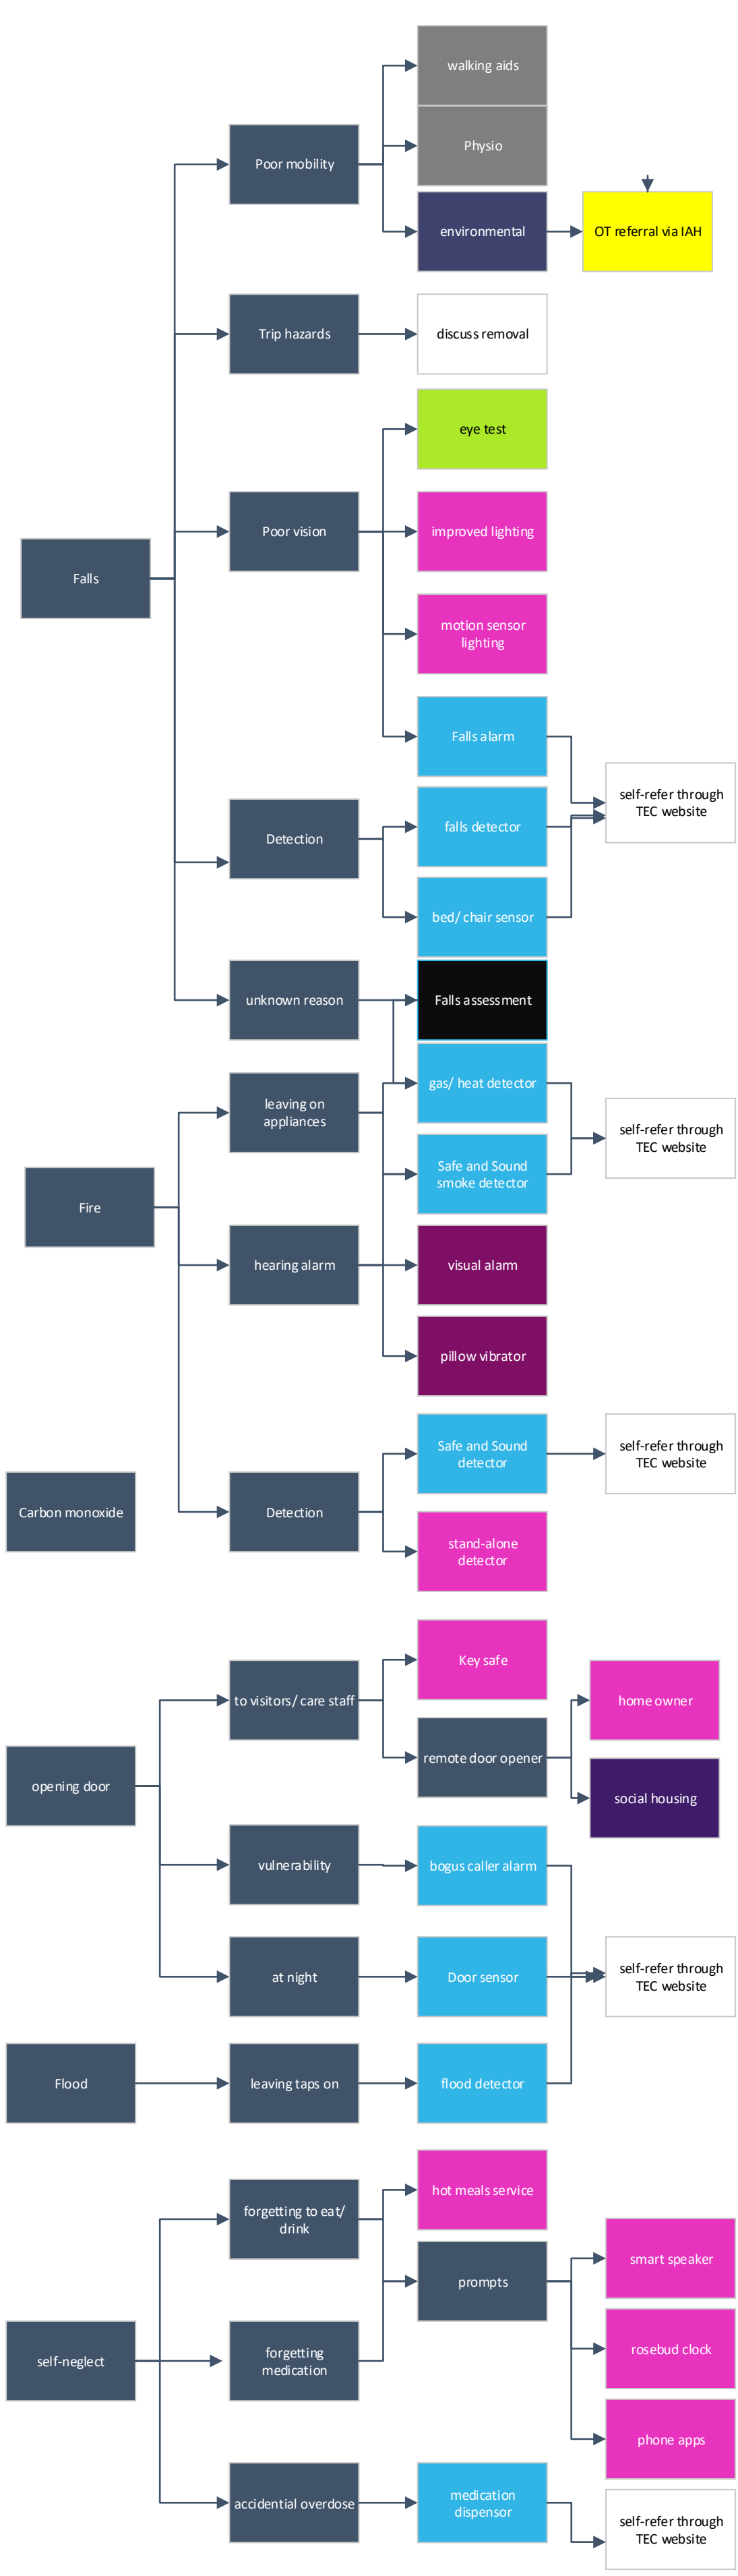 walking aids
Physio
Poor mobility
environmental
OT referral via IAH
Trip hazards
discuss removal
eye test
Poor vision
improved lighting
motion sensor
lighting
Falls
Falls alarm
self-refer through
TEC website
Detection
falls detector
bed/ chair sensor
unknown reason
Falls assessment
gas/ heat detector
leaving on
appliances
self-refer through
TEC website
Safe and Sound
smoke detector
Fire
hearing alarm
visual alarm
pillow vibrator
Safe and Sound
detector
self-refer through
TEC website
Carbon monoxide
Detection
stand-alone
detector
Key safe
to visitors/ care staff
home owner
remote door opener
opening door
social housing
vulnerability
bogus caller alarm
at night
Door sensor
self-refer through
TEC website
Flood
leaving taps on
flood detector
hot meals service
forgetting to eat/
drink
smart speaker
prompts
rosebud clock
self-neglect
forgetting
medication
phone apps
accidential overdose
medication
dispensor
self-refer through
TEC website